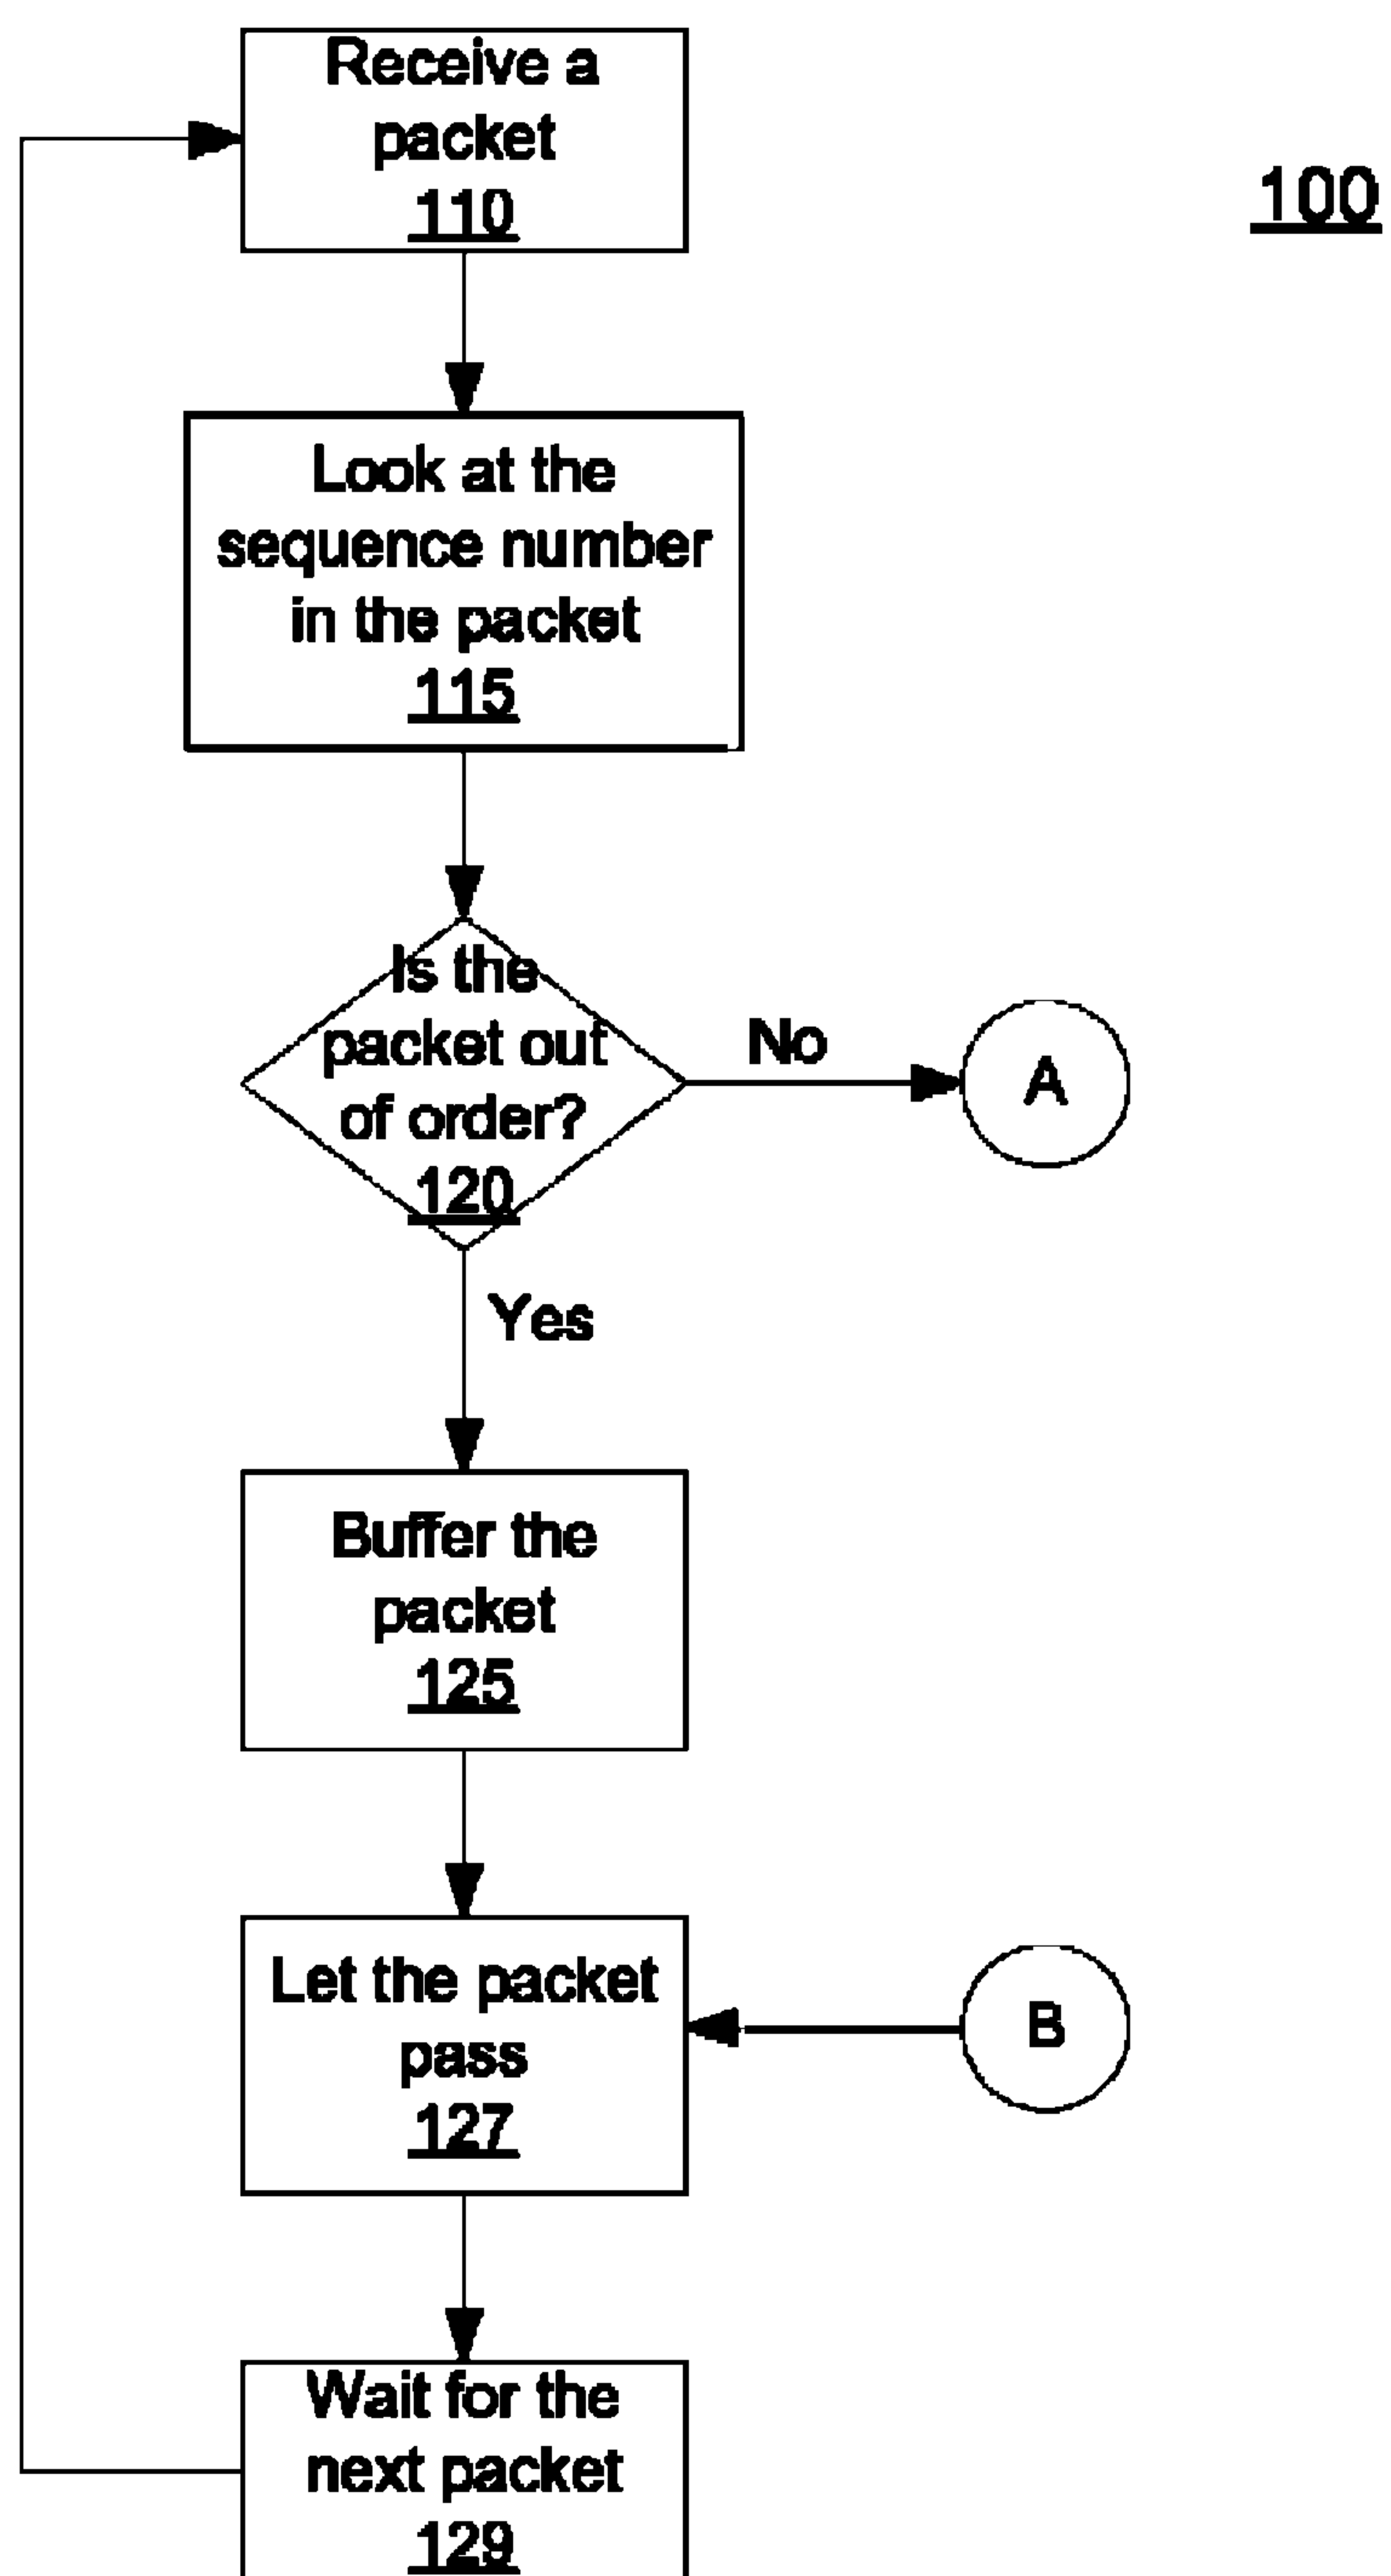 Receive a
packet
110
100
Look at the
sequence number
in the packet
115
Is the
packet out
of order?
120
No
A
Yes
Buffer the
packet
125
Let the packet
pass
127
B
Wait for the
next packet
129